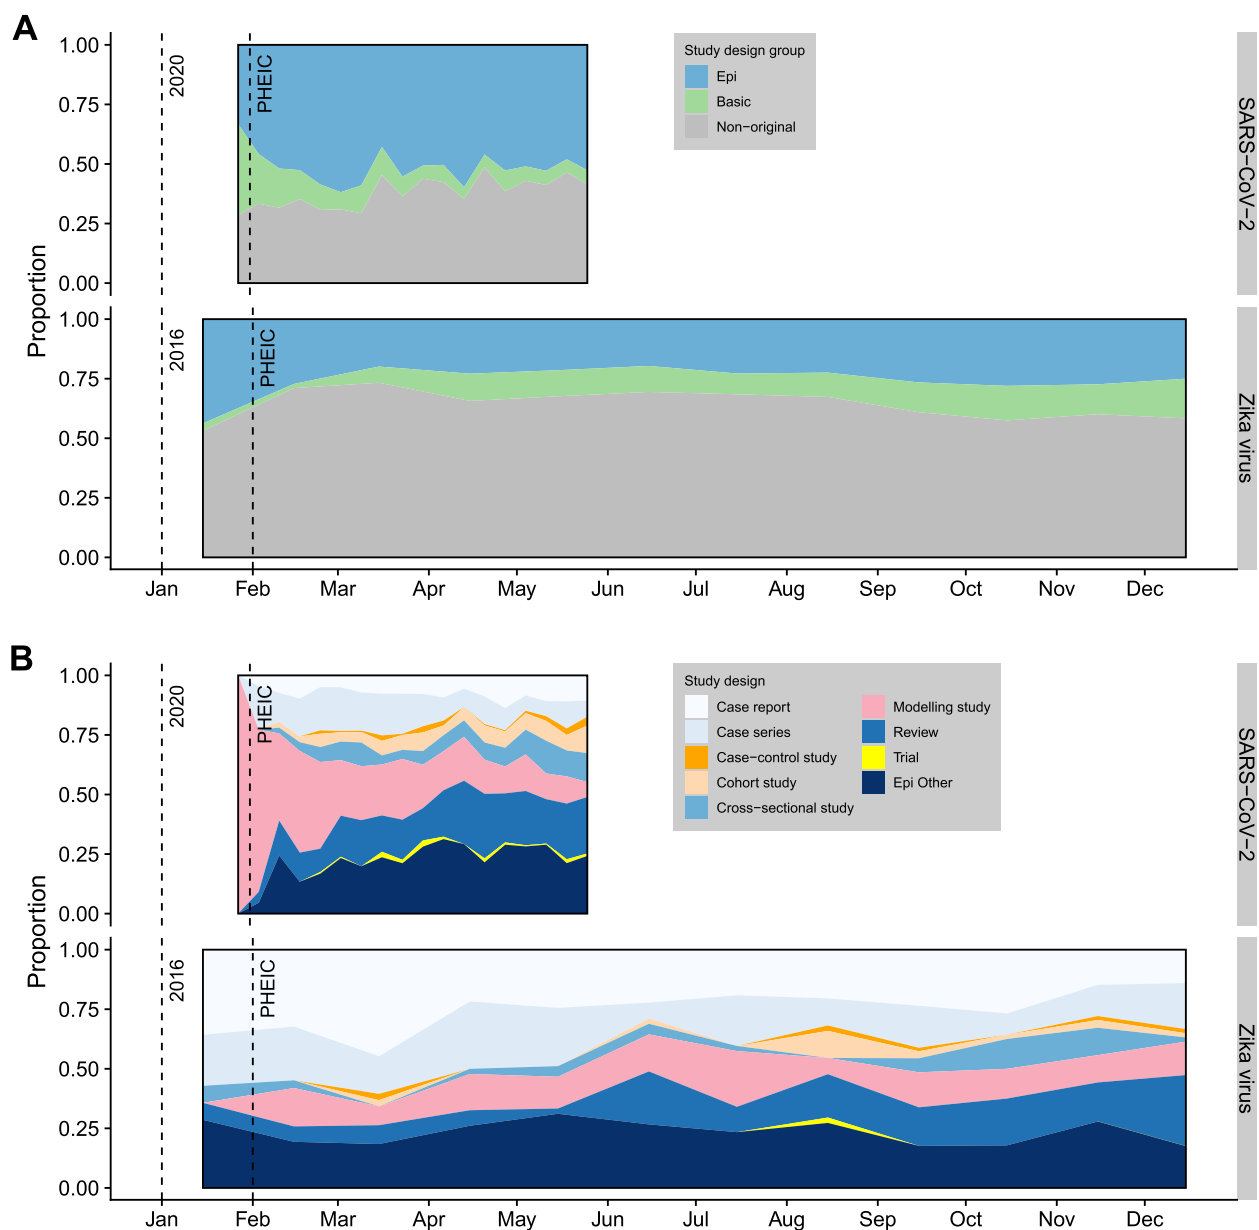 A
Proportion
1.00
0.75
0.50
0.25
0.00
2020
PHEIC
Study design group
Epi
Basic
Non−original
SARS−CoV−2
1.00
0.75
0.50
0.25
0.00
2016
PHEIC
Zika virus
Jan Feb Mar Apr May Jun Jul Aug Sep Oct Nov Dec
B
Proportion
1.00
0.75
0.50
0.25
0.00
2020
PHEIC
Study design
Case report
Case series
Case−control study
Cohort study
Cross−sectional study
Modelling study
Review
Trial
Epi Other
SARS−CoV−2
1.00
0.75
0.50
0.25
0.00
2016
PHEIC
Zika virus
Jan Feb Mar Apr May Jun Jul Aug Sep Oct Nov Dec